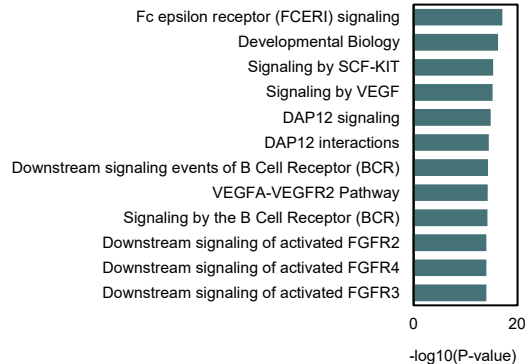 Fc epsilon receptor (FCERI) signaling
Developmental Biology
Signaling by SCF-KIT
Signaling by VEGF
DAP12 signaling
DAP12 interactions
Downstream signaling events of B Cell Receptor (BCR)
VEGFA-VEGFR2 Pathway
Signaling by the B Cell Receptor (BCR)
Downstream signaling of activated FGFR2
Downstream signaling of activated FGFR4
Downstream signaling of activated FGFR3
0 20
-log10(P-value)